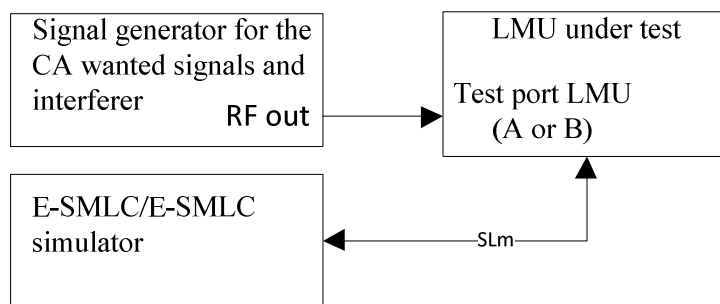 Signal generator for the
CA wanted signals and
interferer
RF out
LMU under test
Test port LMU
(A or B)
E-SMLC/E-SMLC
simulator
SLm